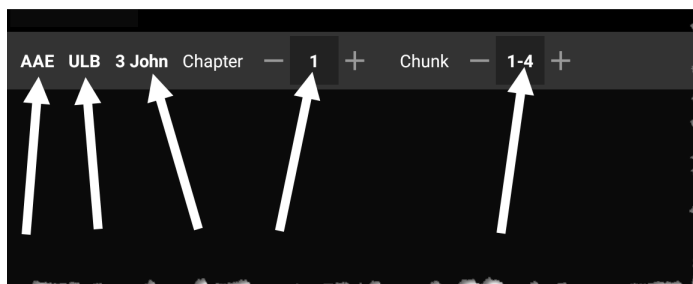 AAE ULB 3 John Chapter — 1 + Chunk — 1-4 +